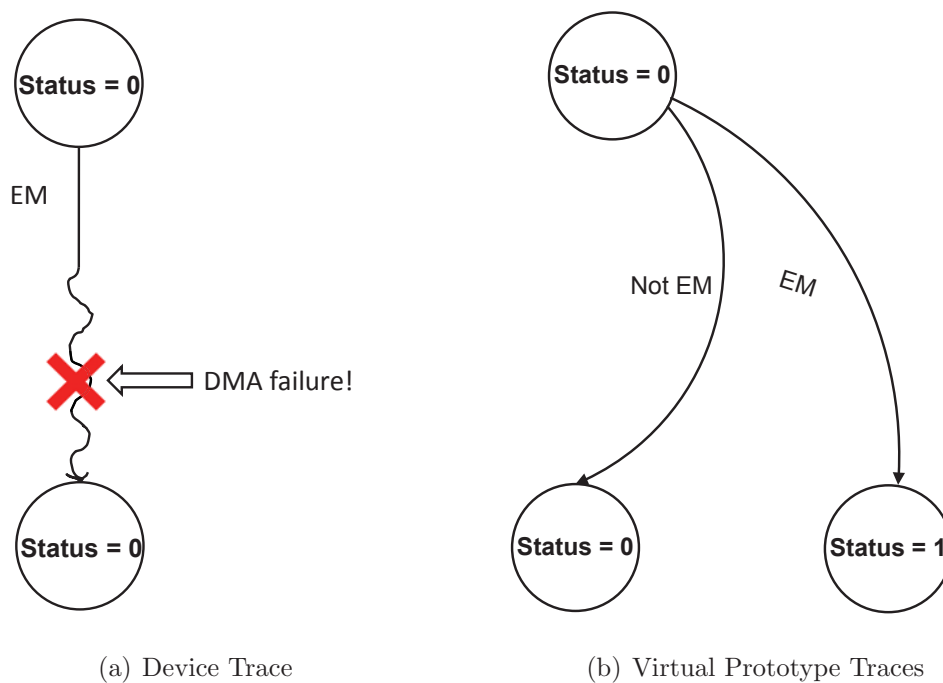 Status = 0
EM
DMA failure!
Status = 0
(a) Device Trace
Status = 0
Not EM
EM
Status = 0
Status = 1
(b) Virtual Prototype Traces